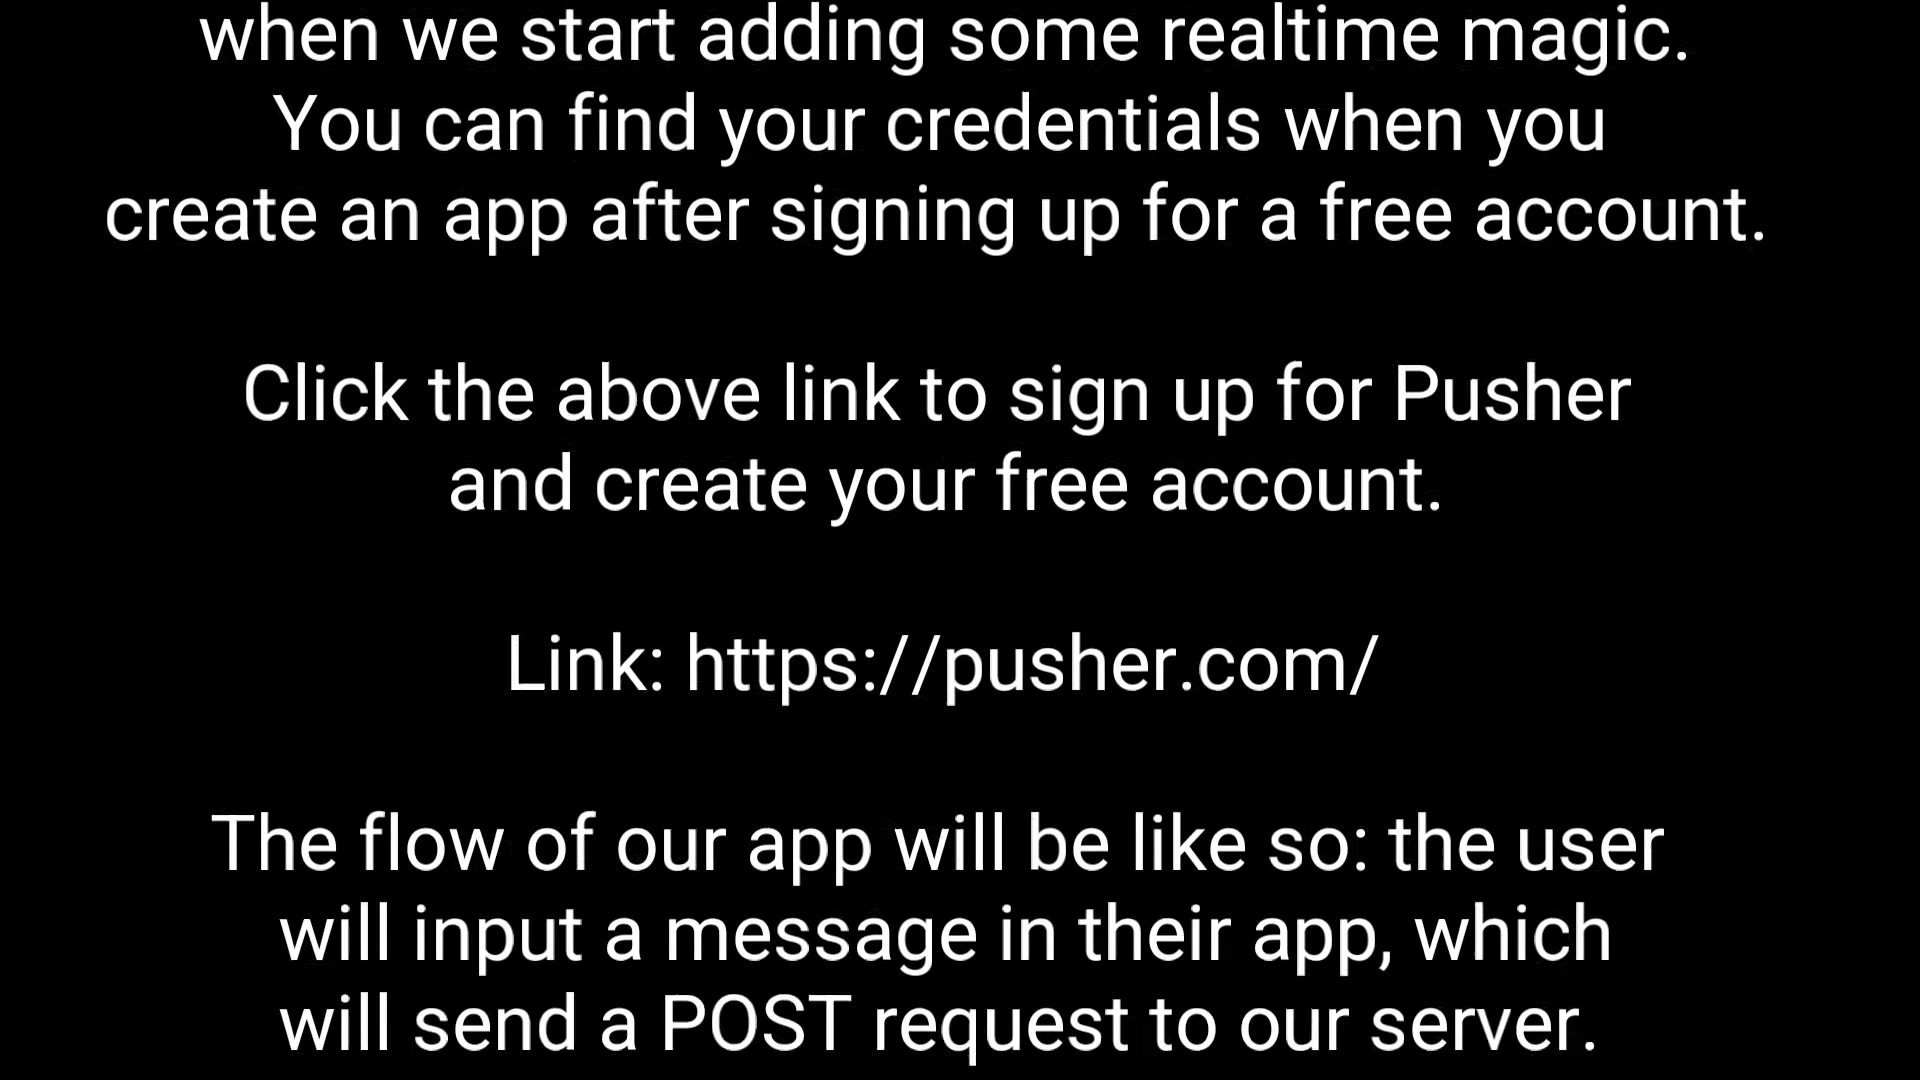 when we start adding some realtime magic.
You can find your credentials when you
create an app after signing up for a free account.
Click the above link to sign up for Pusher
and create your free account.
Link: https://pusher.com/
The flow of our app will be like so: the user
will input a message in their app, which
will send a POST request to our server.